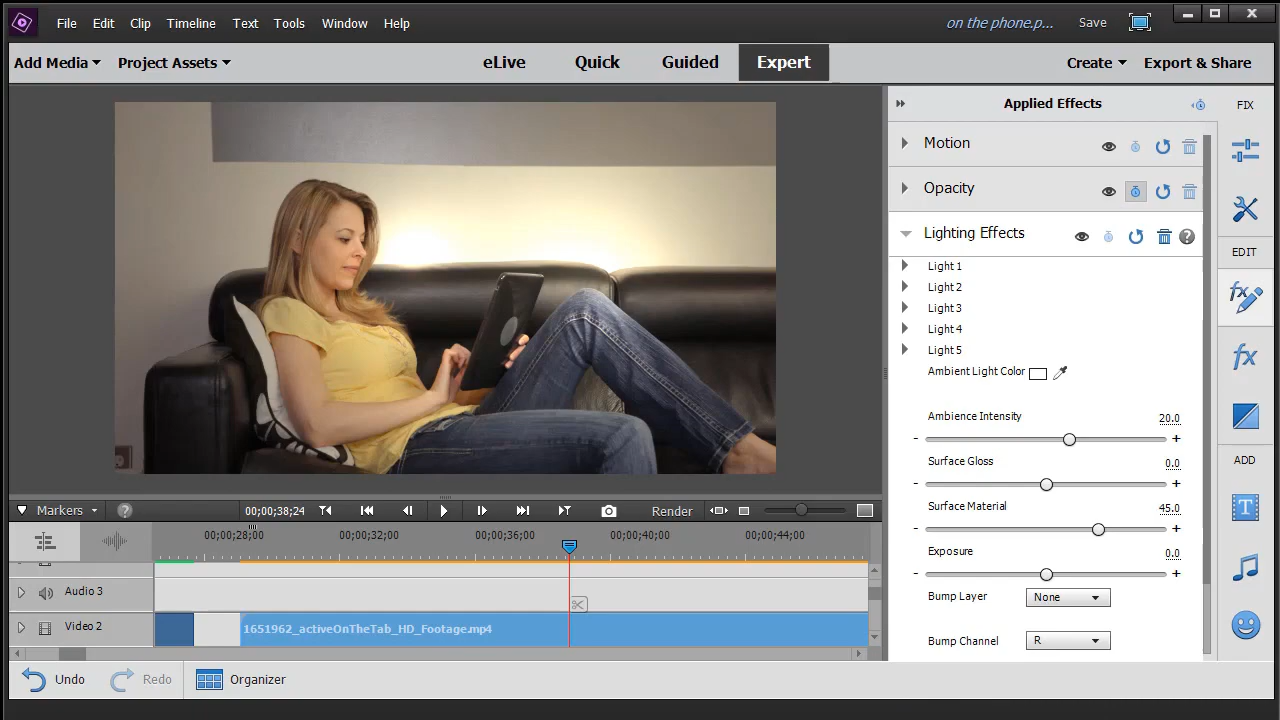 File Edit Clip Timeline Text Tools Window Help on the phone.p... Save
Add Media Project Assets eLive Quick Guided Expert Create Export & Share
Applied Effects FIX
Motion
Opacity
Lighting Effects
EDIT
Light 1
Light 2
Light 3
Light 4
Light 5
Ambient Light Color
Ambience Intensity 20.0
- +
Surface Gloss 0.0
ADD
- +
Surface Material 45.0
- +
Exposure 0.0
- +
Bump Layer None
Bump Channel R
Markers 00;00;38;24 Render
00;00;28;00 00;00;32;00 00;00;36;00 00;00;40;00 00;00;44;00
Audio 3
Video 2 1651962_activeOnTheTab_HD_Footage.mp4
Undo Redo Organizer